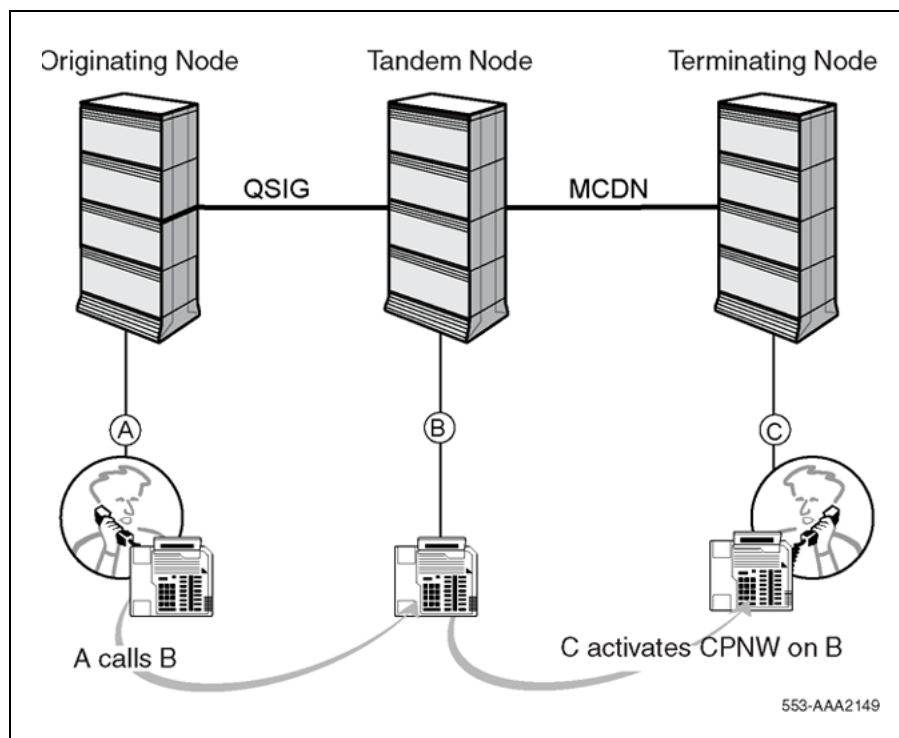 Originating Node
Tandem Node
Terminating Node
QSIG
MCDN
A
B
C
A calls B
C activates CPNW on B
553-AAA2149